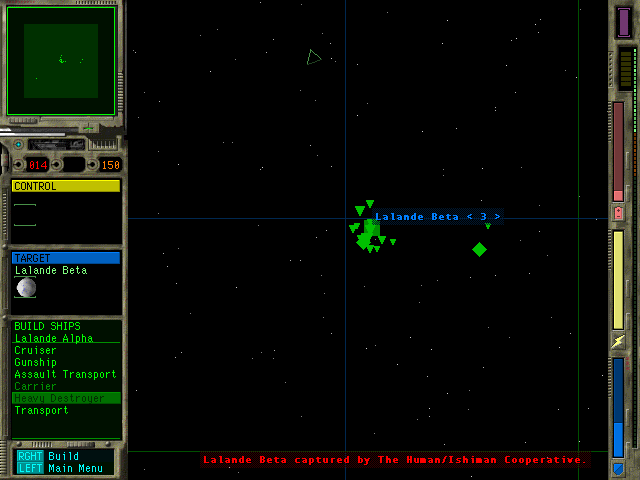 014
150
CONTROL
Lalande Beta < 3 >
TARGET
Lalande Beta
BUILD SHIPS
Lalande Alpha
Cruiser
Gunship
Assault Transport
Carrier
Heavy Destroyer
Transport
RGHT Build
LEFT Main Menu
Lalande Beta captured by The Human/Ishiman Cooperative.